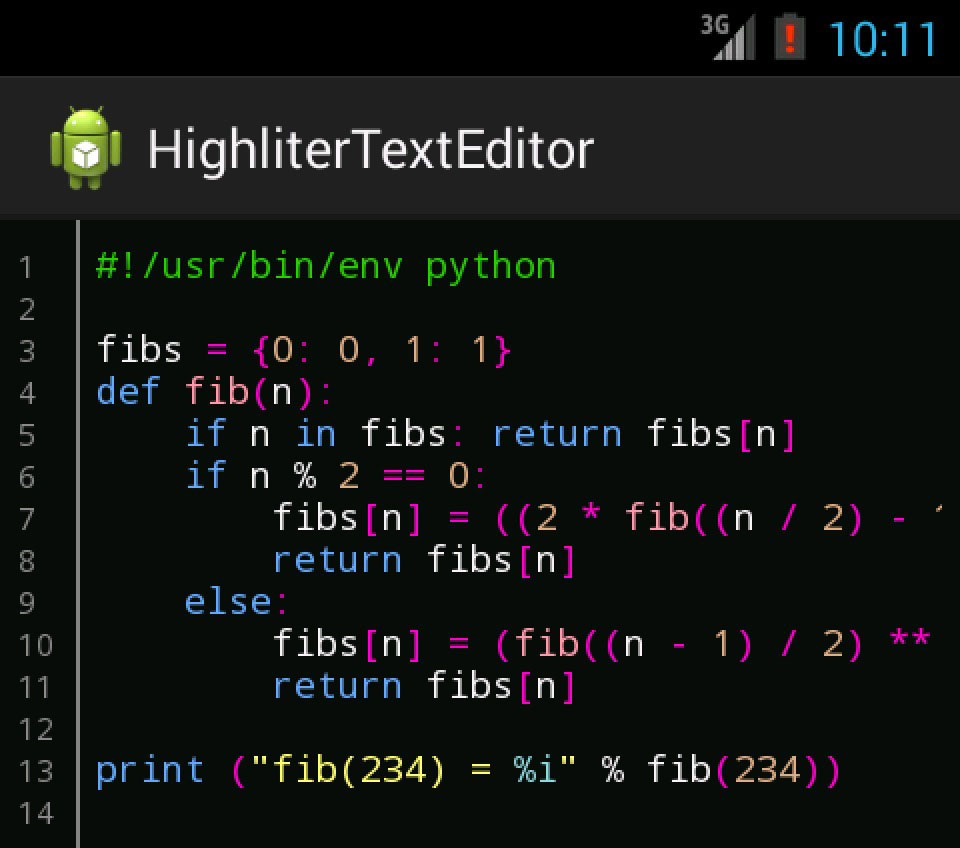 3G 10:11
HighliterTextEditor
1 #!/usr/bin/env python
2
3 fibs = {0: 0, 1: 1}
4 def fib(n):
5     if n in fibs: return fibs[n]
6     if n % 2 == 0:
7         fibs[n] = ((2 * fib((n / 2) -
8         return fibs[n]
9     else:
10         fibs[n] = (fib((n - 1) / 2) **
11         return fibs[n]
12
13 print ("fib(234) = %i" % fib(234))
14